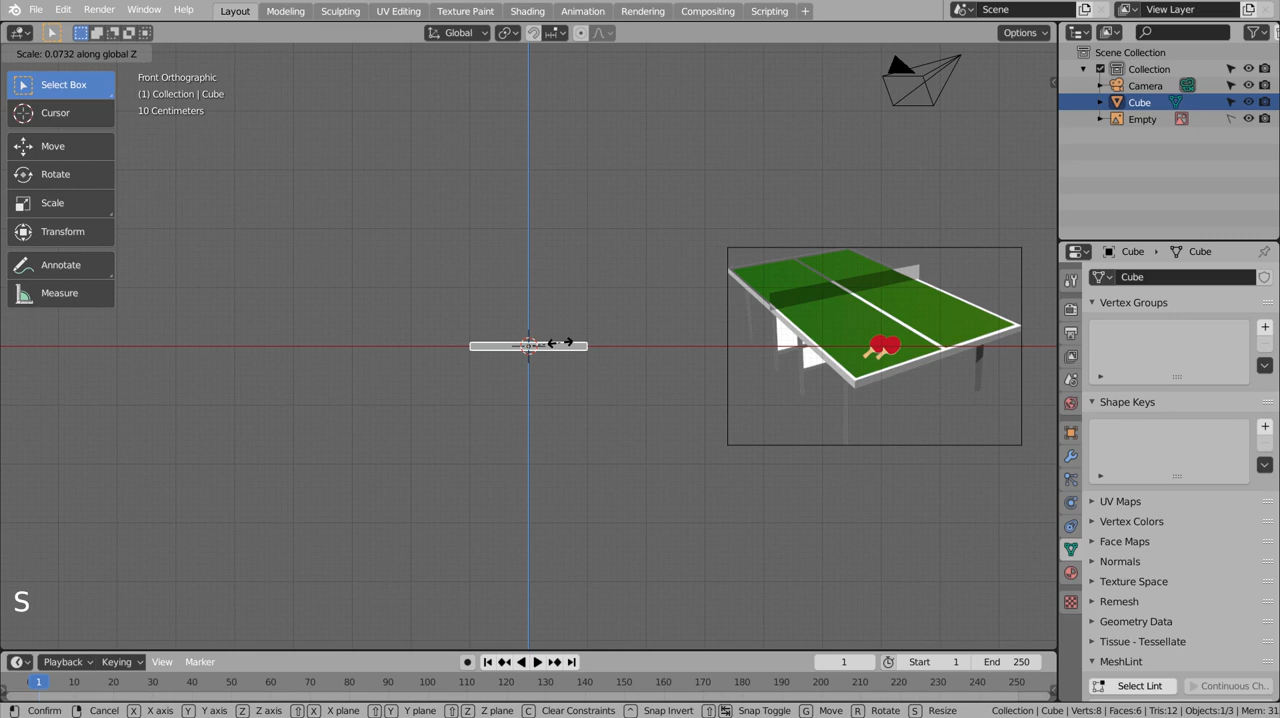 File Edit Render Window Help Layout Modeling Sculpting UV Editing Texture Paint Shading Animation Rendering Compositing Scripting + Scene View Layer
Global Options
Scale: 0.0732 along global Z
Select Box
Cursor
Move
Rotate
Scale
Transform
Annotate
Measure
Front Orthographic
(1) Collection | Cube
10 Centimeters
S
Scene Collection
Collection
Camera
Cube
Empty
Cube Cube
Cube
Vertex Groups
Shape Keys
UV Maps
Vertex Colors
Face Maps
Normals
Texture Space
Remesh
Geometry Data
Tissue - Tessellate
MeshLint
Select Lint Continuous Ch..
Playback Keying View Marker 1 Start 1 End 250
1 10 20 30 40 50 60 70 80 90 100 110 120 130 140 150 160 170 180 190 200 210 220 230 240 250
Confirm Cancel X X axis Y Y axis Z Z axis X X plane Y Y plane Z Z plane C Clear Constraints Snap Invert Snap Toggle G Move R Rotate S Resize Collection | Cube | Verts:8 | Faces:6 | Tris:12 | Objects:1/3 | Mem: 31